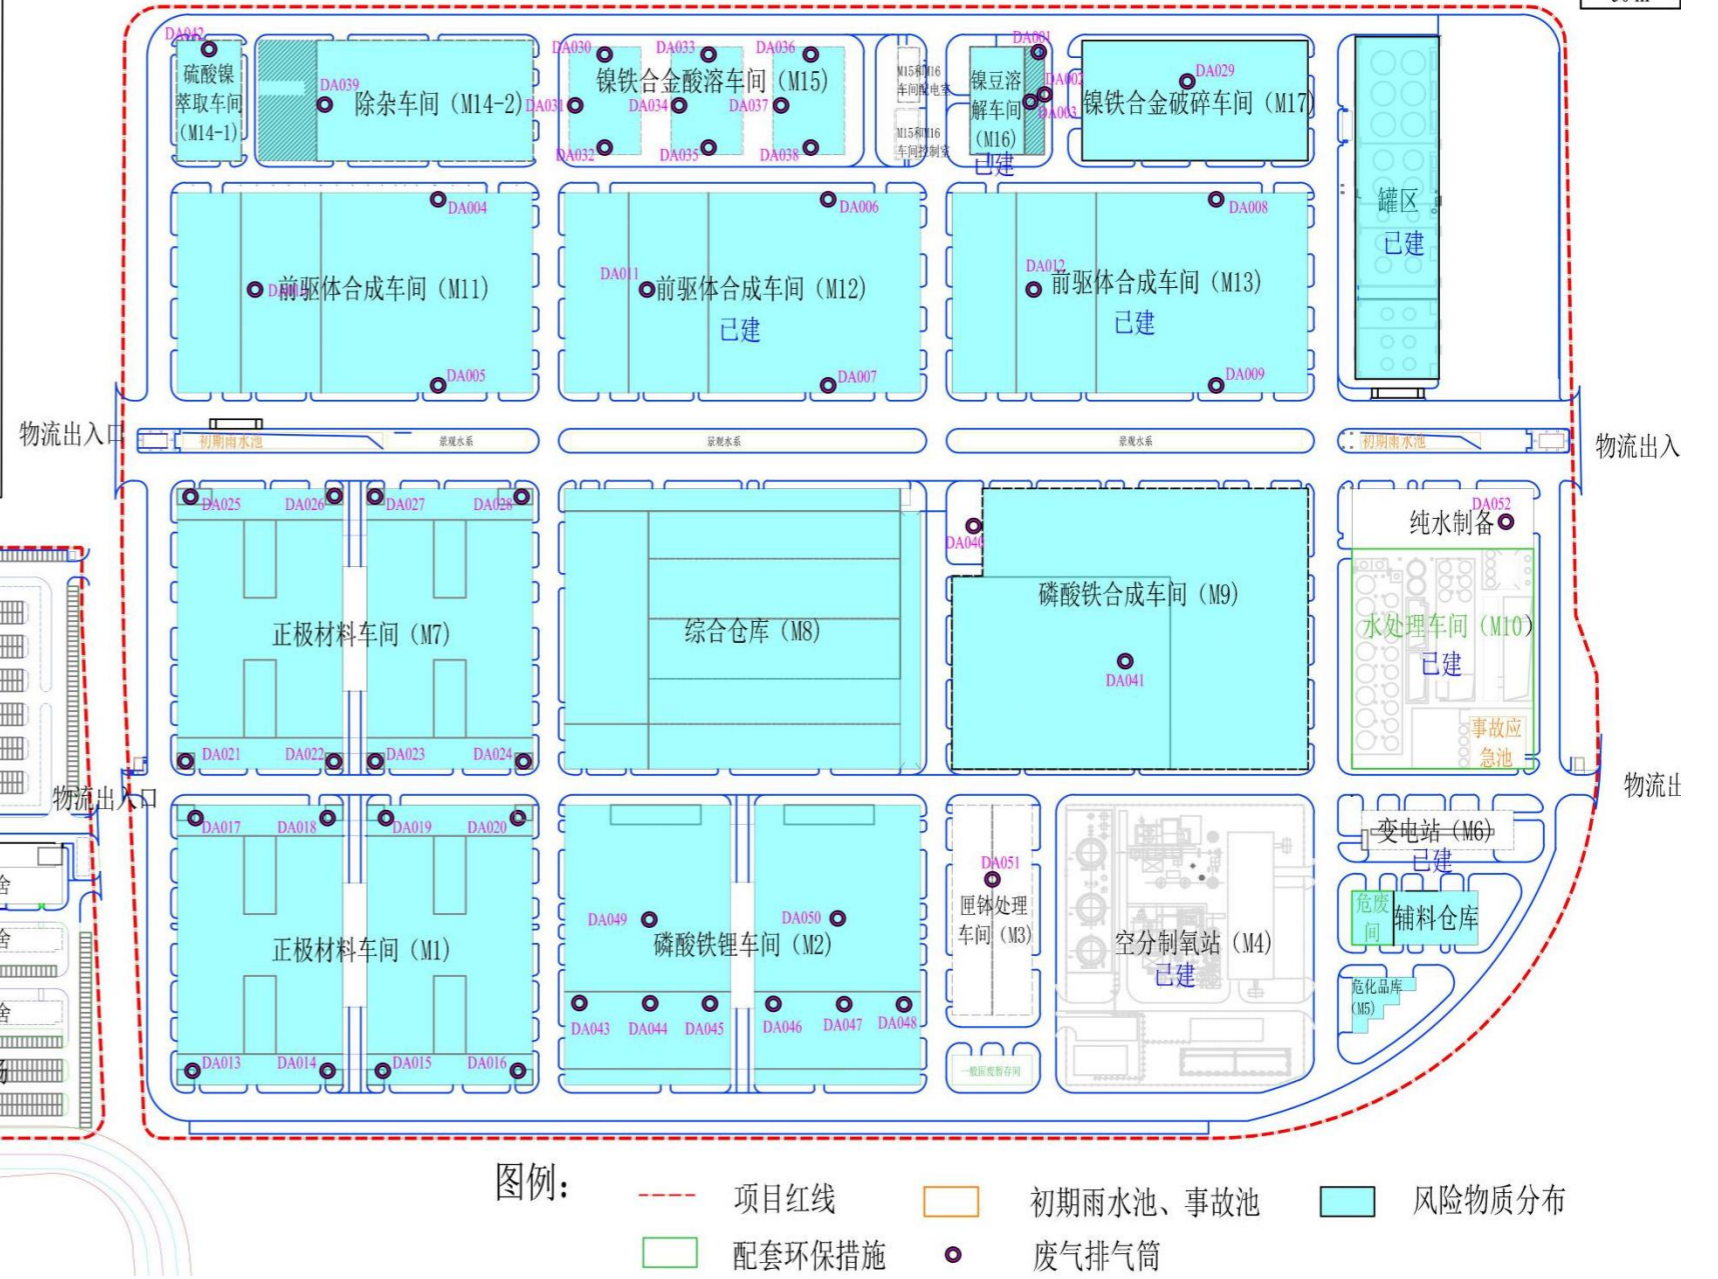 DA042
硫酸镍
萃取车间
(M14-1)
DA039
除杂车间（M14-2）
DA030
DA033
DA036
镍铁合金酸溶车间（M15）
DA031
DA034
DA037
DA032
DA035
DA038
M15和M16
车间配电室
M15和M16
车间控制室
DA001
DA002
DA003
镍豆溶
解车间
(M16)
已建
DA029
镍铁合金破碎车间（M17）
罐区
已建
DA004
前驱体合成车间（M11）
DA005
DA006
DA011
前驱体合成车间（M12）
已建
DA007
DA008
DA012
前驱体合成车间（M13）
已建
DA009
物流出入口
初期雨水池
景观水系
景观水系
景观水系
初期雨水池
物流出入
DA025
DA026
DA027
DA028
正极材料车间（M7）
DA021
DA022
DA023
DA024
综合仓库（M8）
DA040
磷酸铁合成车间（M9）
DA041
DA052
纯水制备
水处理车间（M10）
已建
事故应
急池
物流出入口
物流出
DA017
DA018
DA019
DA020
正极材料车间（M1）
DA013
DA014
DA015
DA016
DA049
DA050
磷酸铁锂车间（M2）
DA043
DA044
DA045
DA046
DA047
DA048
DA051
匣钵处理
车间（M3）
一般固废暂存间
空分制氧站（M4）
已建
变电站（M6）
已建
危废
间
辅料仓库
危化品库
(M5)
舍
舍
舍
图例：
项目红线
初期雨水池、事故池
风险物质分布
配套环保措施
废气排气筒